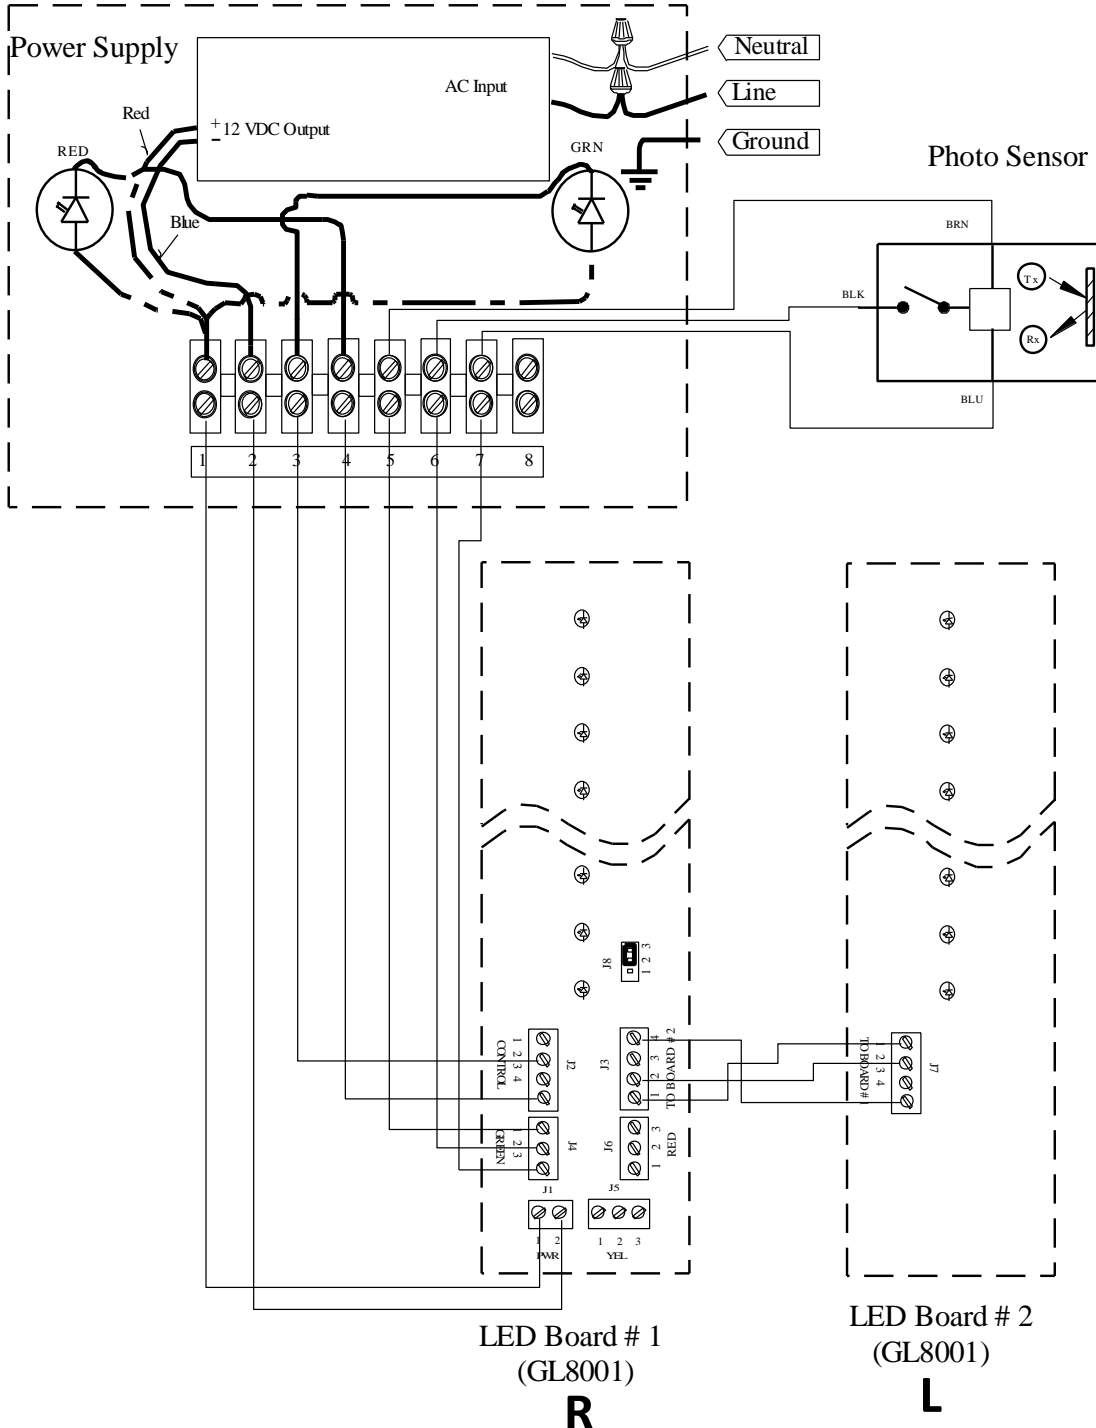 Power Supply
Neutral
AC Input
Line
Red
+ 12 VDC Output
-
RED
GRN
Ground
Photo Sensor
Blue
BRN
BLK
Tx
Rx
BLU
1 2 3 4 5 6 7 8
J8
1 2 3
CONTROL
1 2 3 4
J2
J3
1 2 3 4
TO BOARD # 2
TO BOARD # 1
1 2 3 4
J7
GREEN
1 2 3
J4
J6
1 2 3
RED
J1
J5
1 2
PWR
1 2 3
YEL
LED Board # 1
(GL8001)
R
LED Board # 2
(GL8001)
L